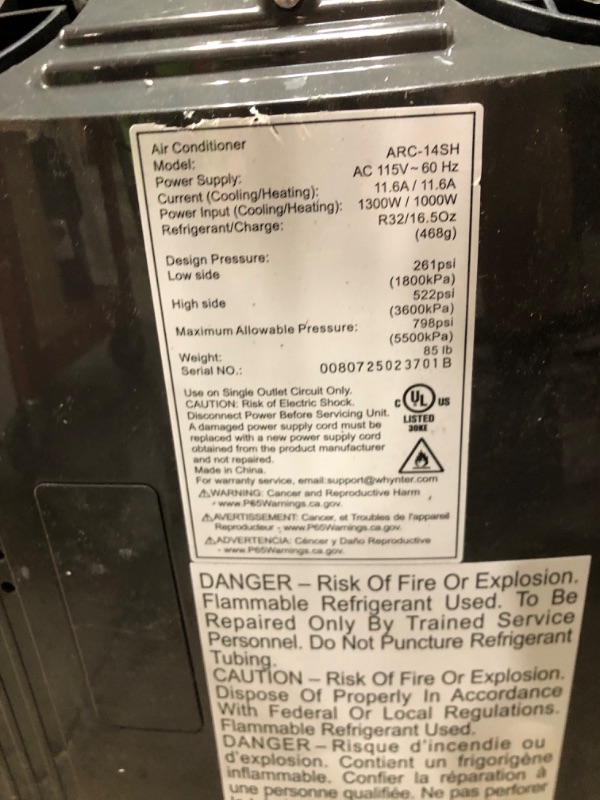 Air Conditioner
Model: ARC-14SH
Power Supply: AC 115V~60 Hz
Current (Cooling/Heating): 11.6A / 11.6A
Power Input (Cooling/Heating): 1300W / 1000W
Refrigerant/Charge: R32/16.5Oz
(468g)
Design Pressure:
Low side 261psi
(1800kPa)
High side 522psi
(3600kPa)
Maximum Allowable Pressure: 798psi
(5500kPa)
Weight: 85 lb
Serial NO.: 0080725023701B
Use on Single Outlet Circuit Only.
CAUTION: Risk of Electric Shock.
Disconnect Power Before Servicing Unit.
A damaged power supply cord must be
replaced with a new power supply cord
obtained from the product manufacturer
and not repaired.
Made in China.
c UL US
LISTED
30KE
For warranty service, email:support@whynter.com
⚠WARNING: Cancer and Reproductive Harm
- www.P65Warnings.ca.gov.
⚠AVERTISSEMENT: Cancer, et Troubles de l'appareil
Reproducteur - www.P65Warnings.ca.gov.
⚠ADVERTENCIA: Cáncer y Daño Reproductive
- www.P65Warnings.ca.gov.
DANGER – Risk Of Fire Or Explosion.
Flammable Refrigerant Used. To Be
Repaired Only By Trained Service
Personnel. Do Not Puncture Refrigerant
Tubing.
CAUTION – Risk Of Fire Or Explosion.
Dispose Of Properly In Accordance
With Federal Or Local Regulations.
Flammable Refrigerant Used.
DANGER – Risque d'incendie ou
d'explosion. Contient un frigorigène
inflammable. Confier la réparation à
une personne qualifiée. Ne pas perforer